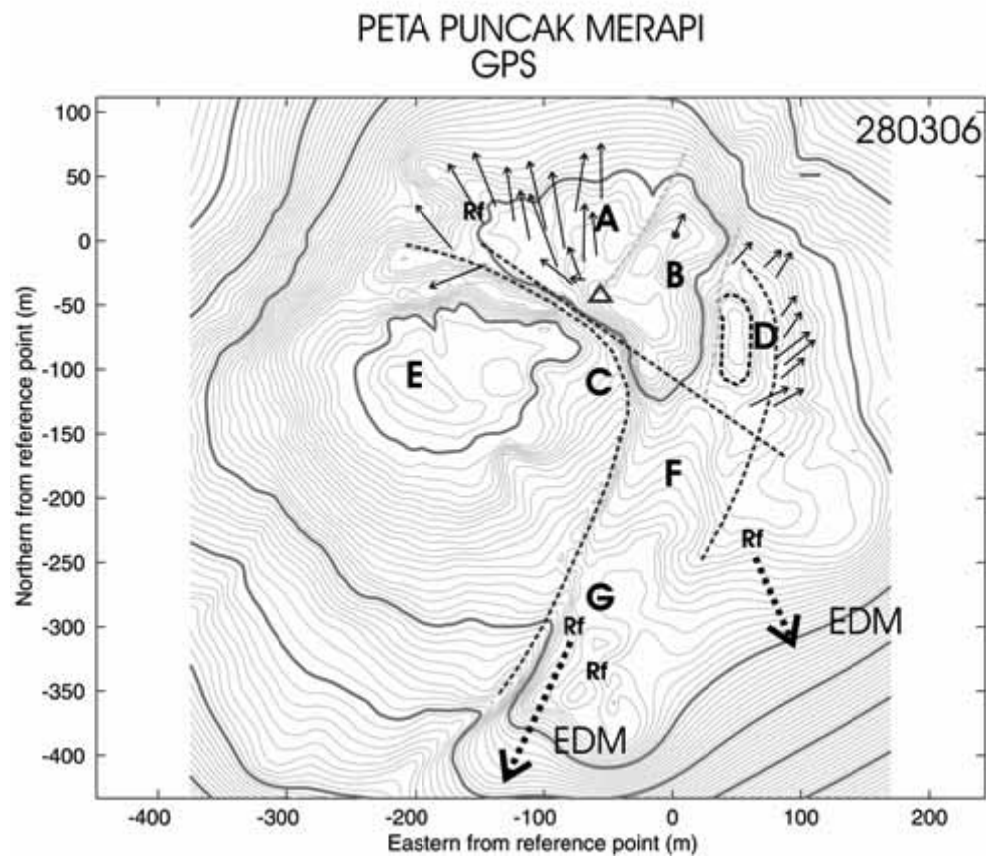 PETA PUNCAK MERAPI
GPS
280306
100
50
0
-50
-100
-150
-200
-250
-300
-350
-400
Northern from reference point (m)
Rf
A
B
D
E
C
F
Rf
G
Rf
EDM
Rf
EDM
-400 -300 -200 -100 0 100 200
Eastern from reference point (m)